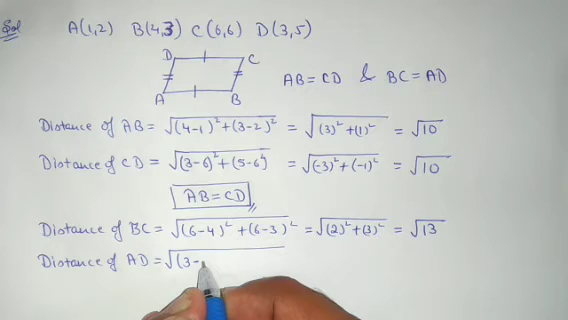 Sol A(1,2) B(4,3) C(6,6) D(3,5)
D C
A B
AB=CD & BC=AD
Distance of AB = √(4-1)²+(3-2)² = √(3)²+(1)² = √10
Distance of CD = √(3-6)²+(5-6)² = √(-3)²+(-1)² = √10
AB=CD
Distance of BC = √(6-4)²+(6-3)² = √(2)²+(3)² = √13
Distance of AD = √(3-